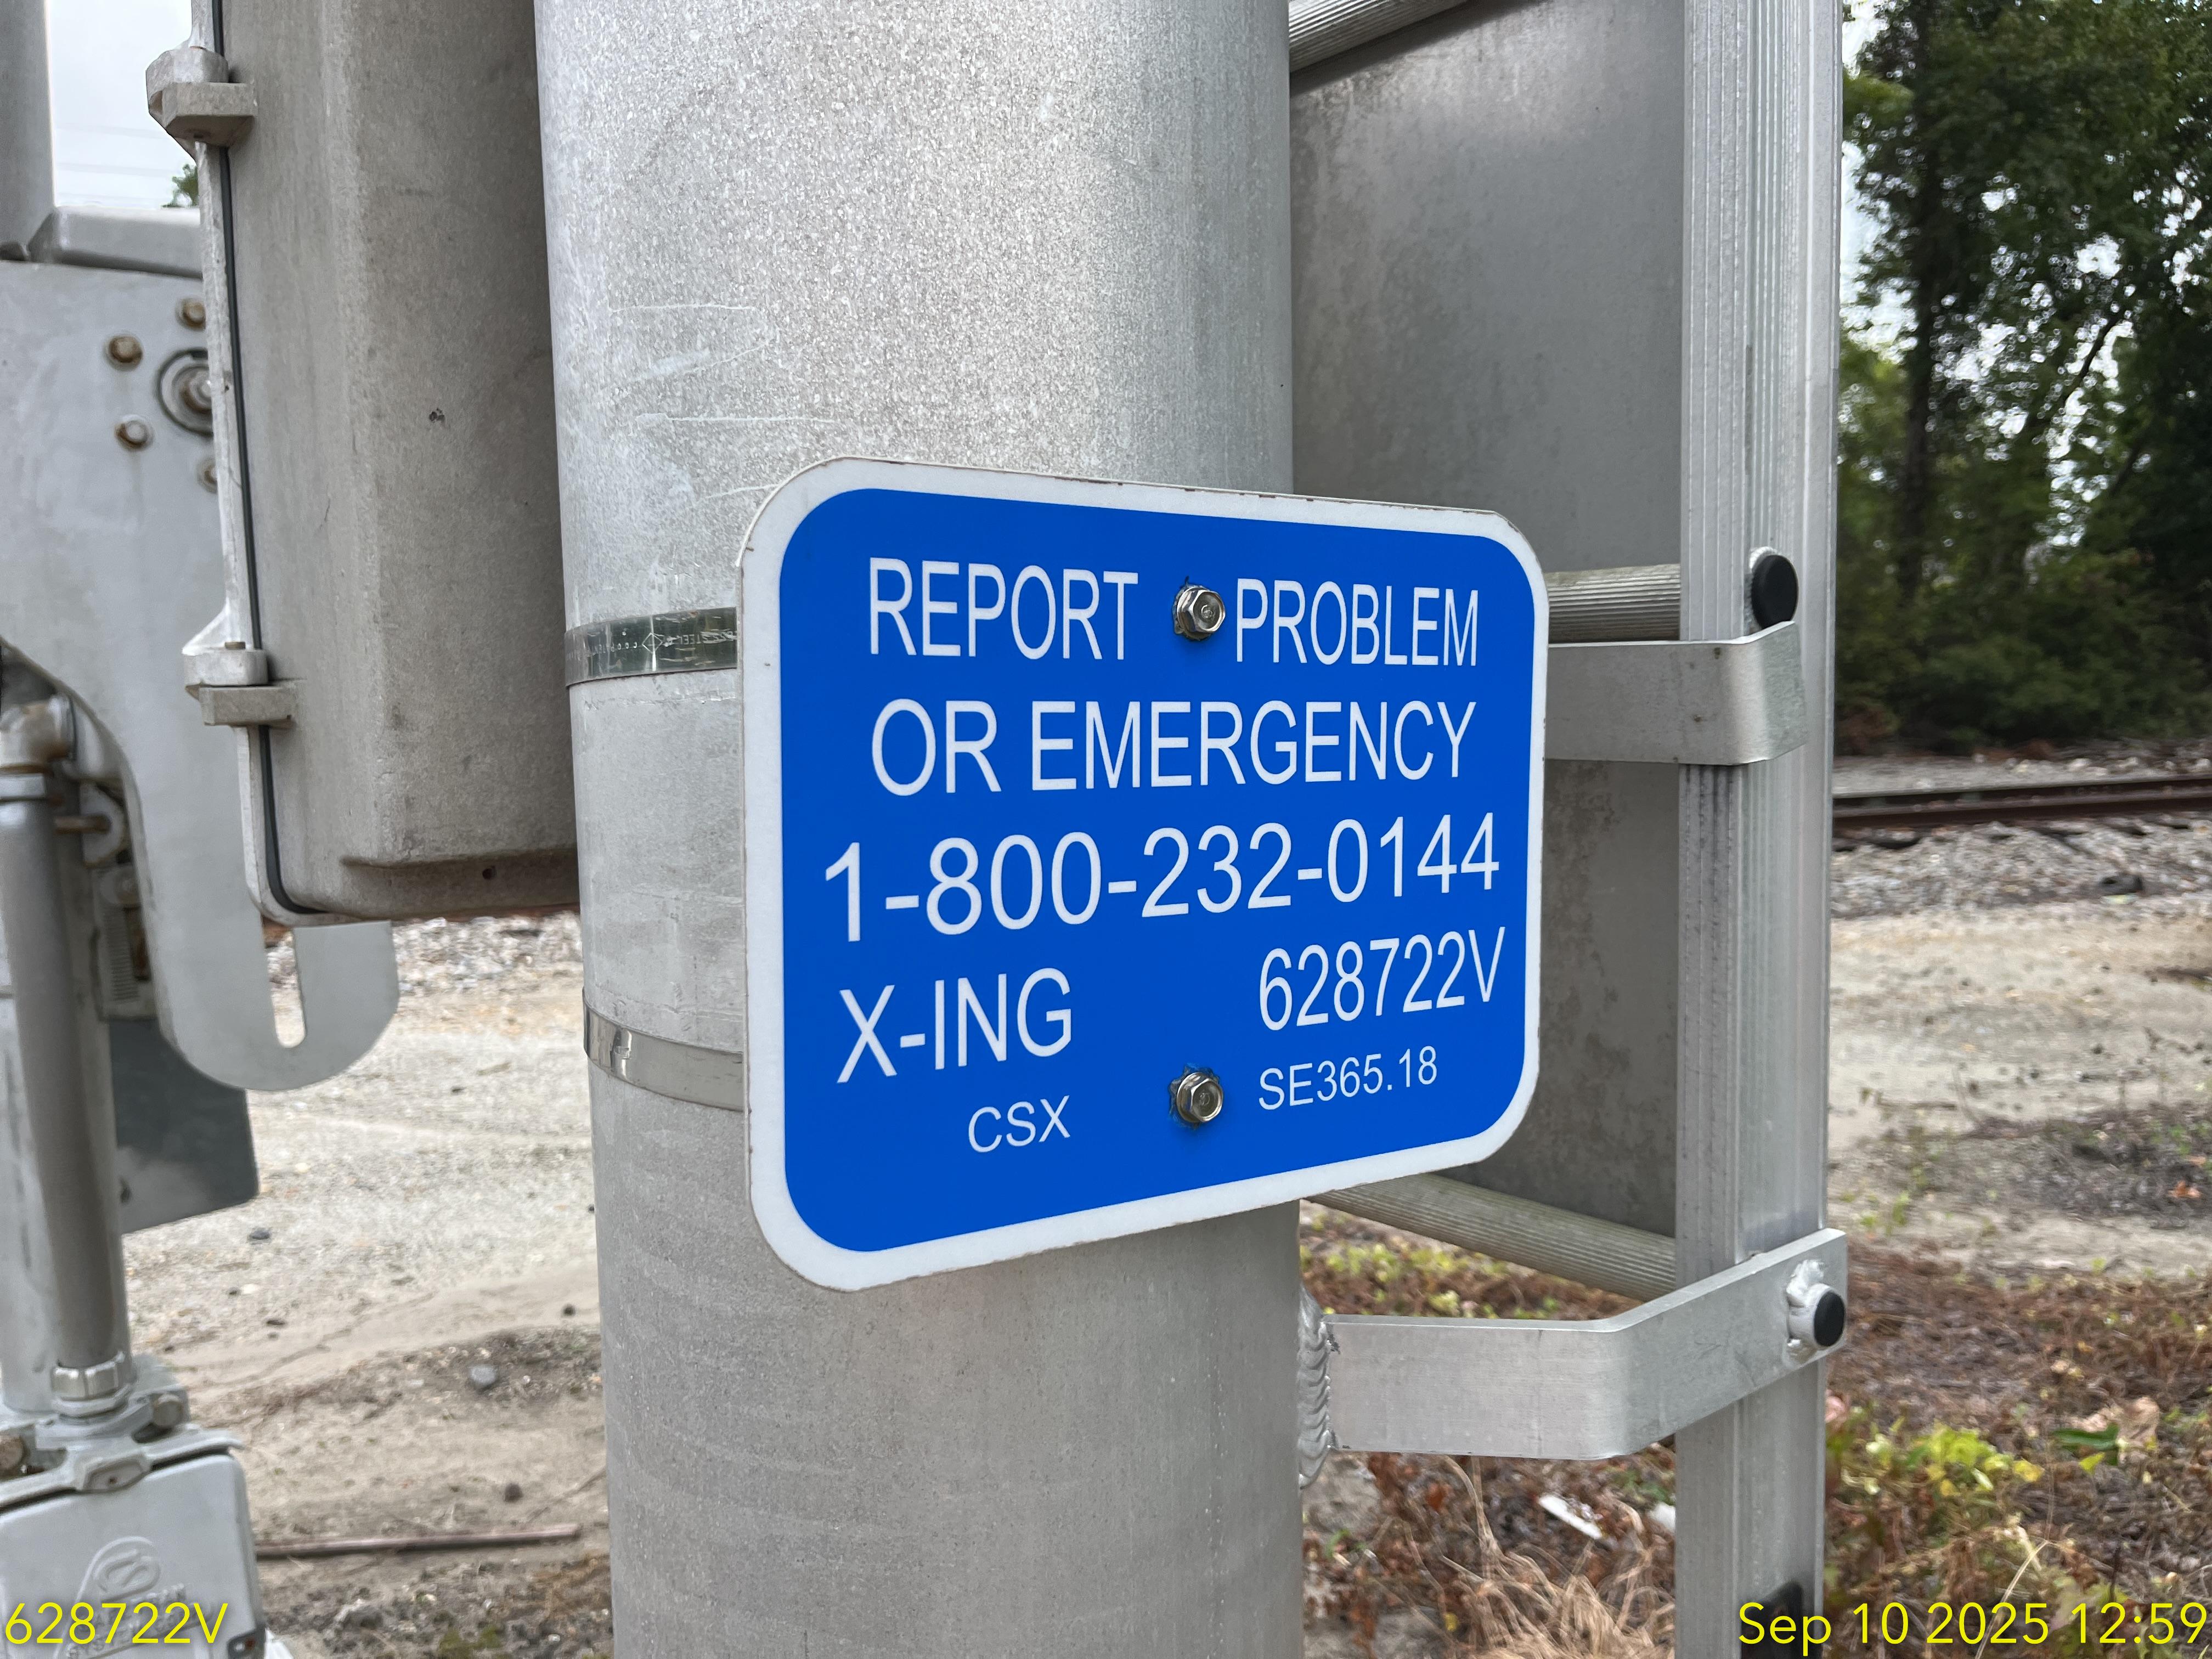 REPORT PROBLEM
OR EMERGENCY
1-800-232-0144
X-ING 628722V
CSX SE365.18
628722V
Sep 10 2025 12:59